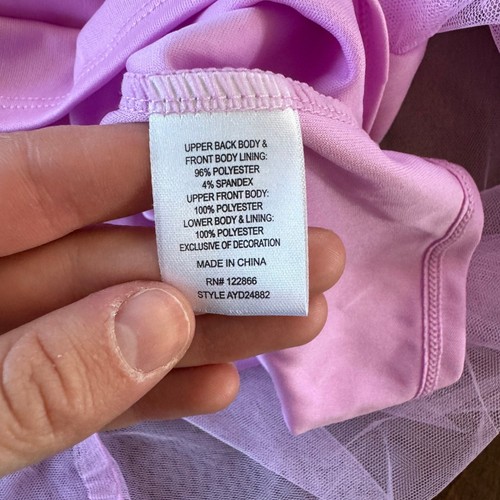 UPPER BACK BODY &
FRONT BODY LINING:
96% POLYESTER
4% SPANDEX
UPPER FRONT BODY:
100% POLYESTER
LOWER BODY & LINING:
100% POLYESTER
EXCLUSIVE OF DECORATION
MADE IN CHINA
RN# 122866
STYLE AYD24882